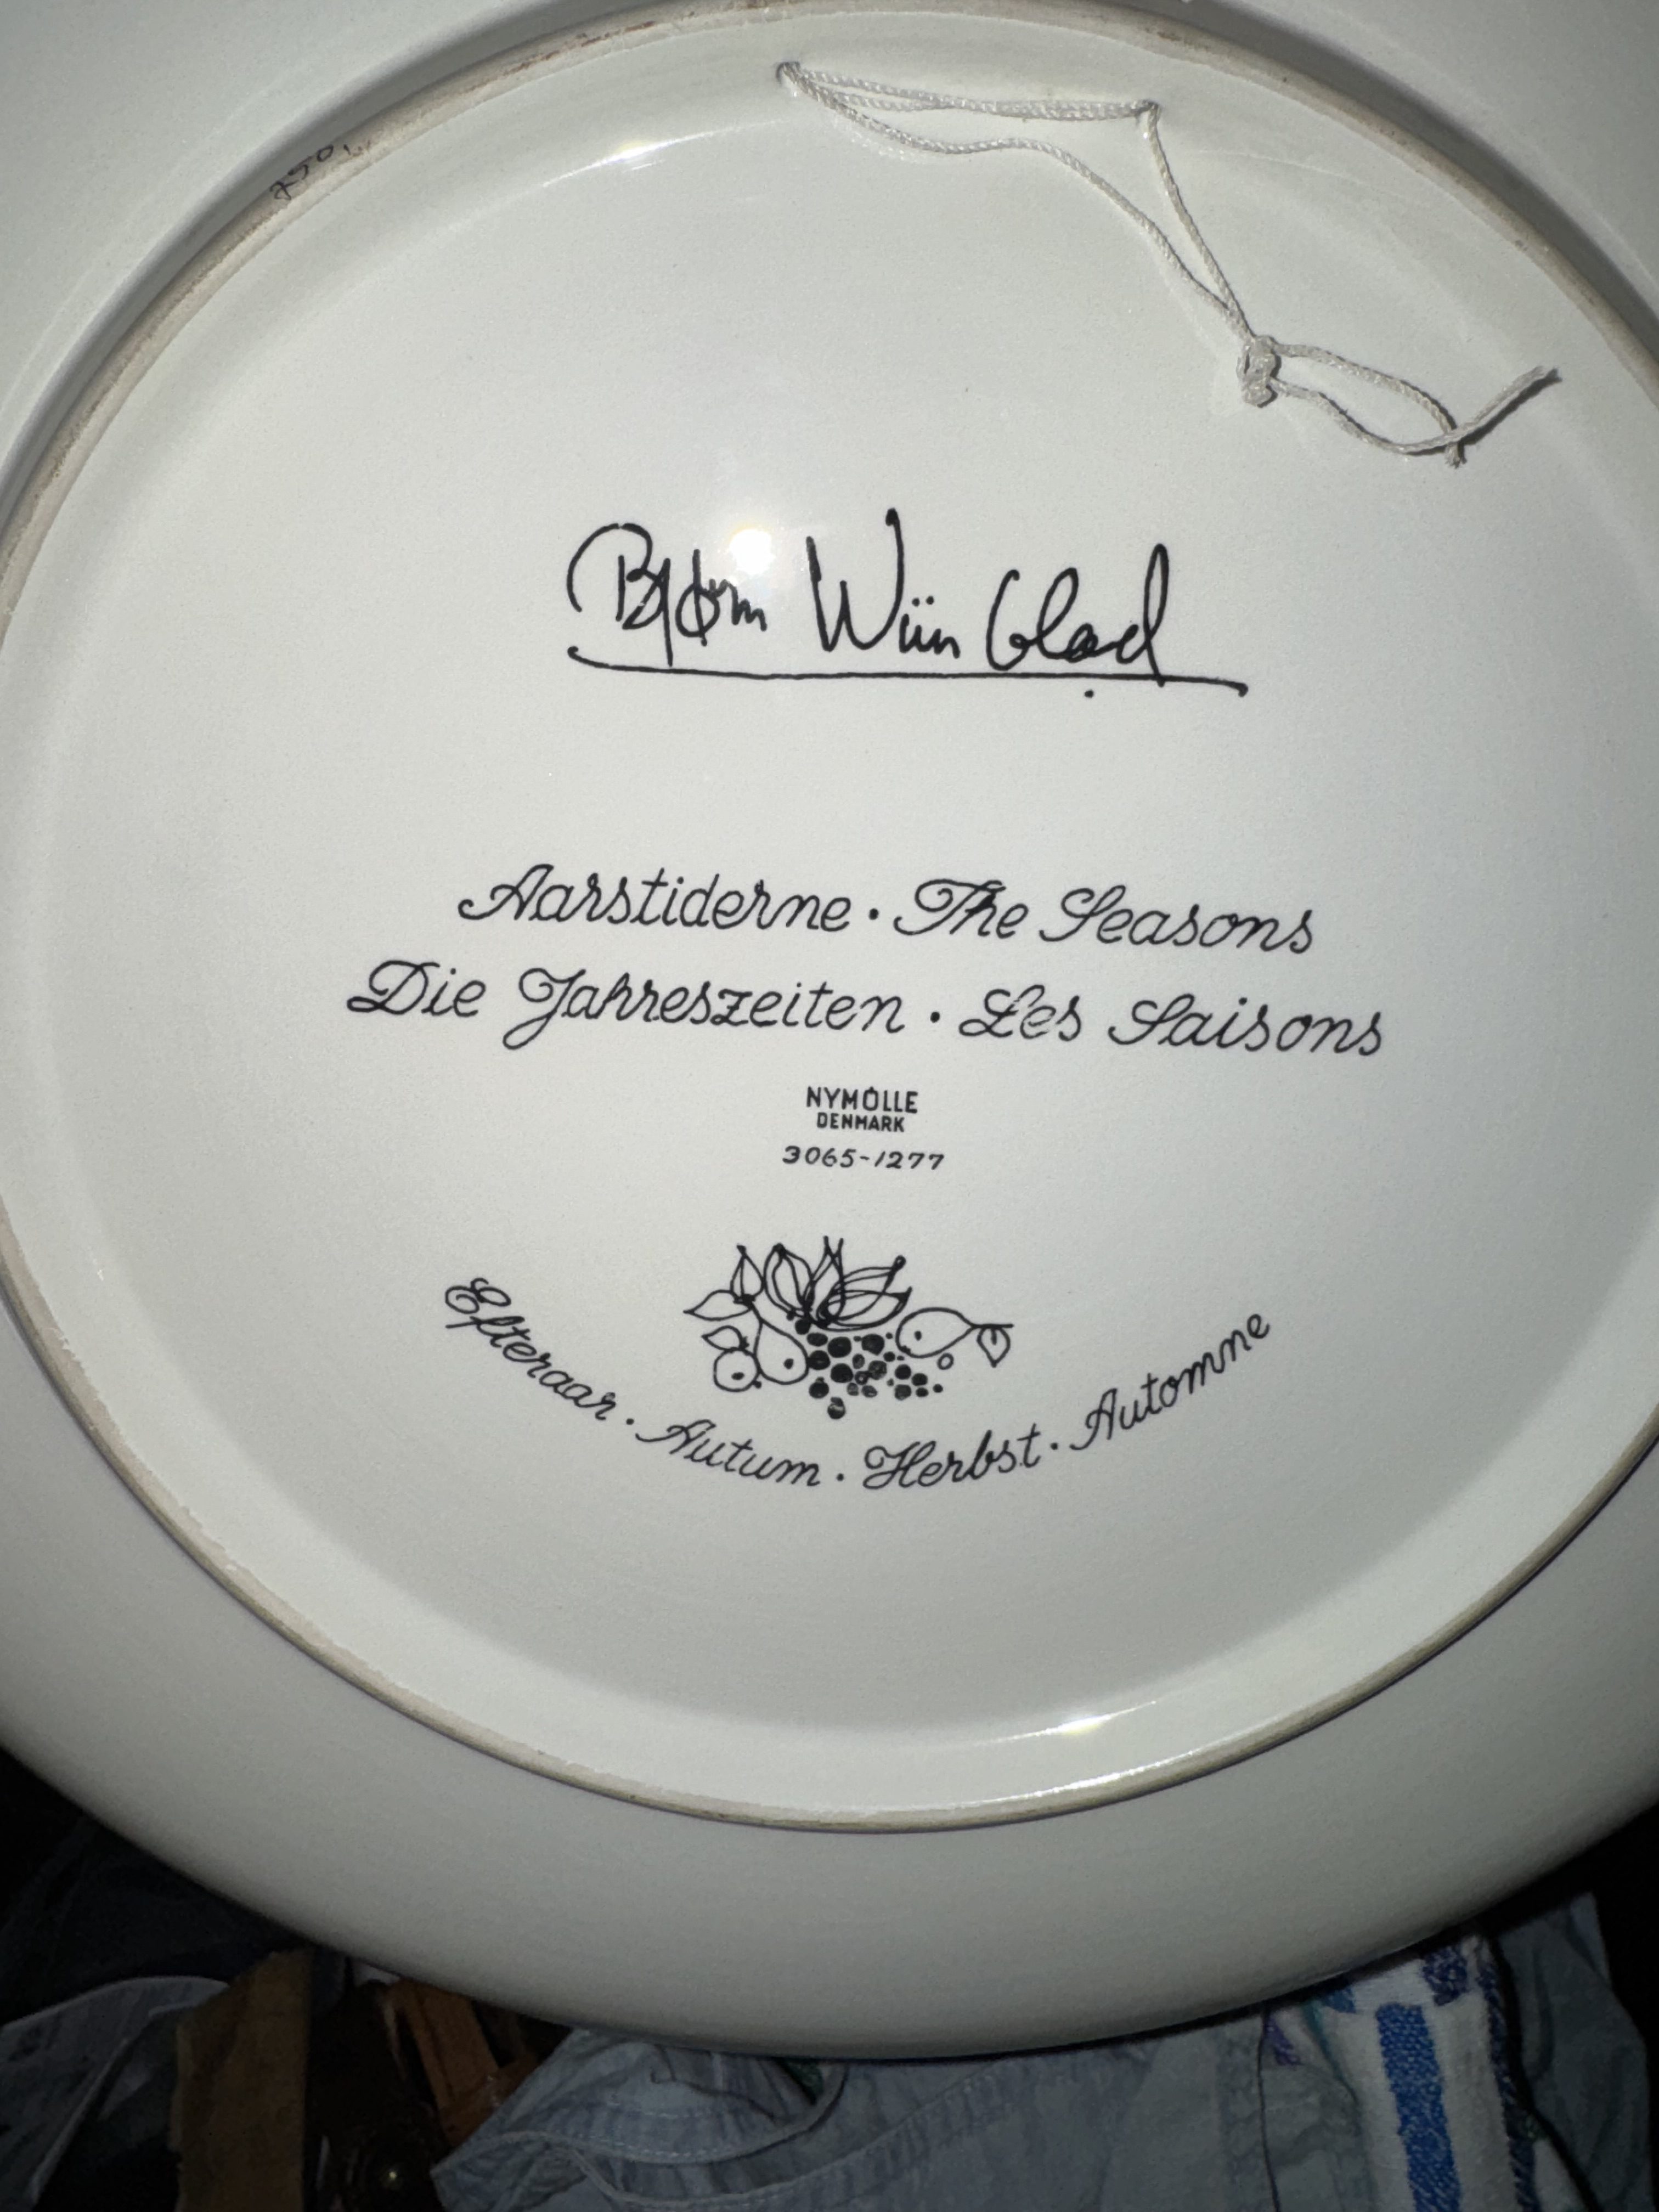 Bjørn Wiinblad
Aarstiderne · The Seasons
Die Jahreszeiten · Les Saisons
NYMÖLLE
DENMARK
3065-1277
Efteraar · Autum · Herbst · Automne